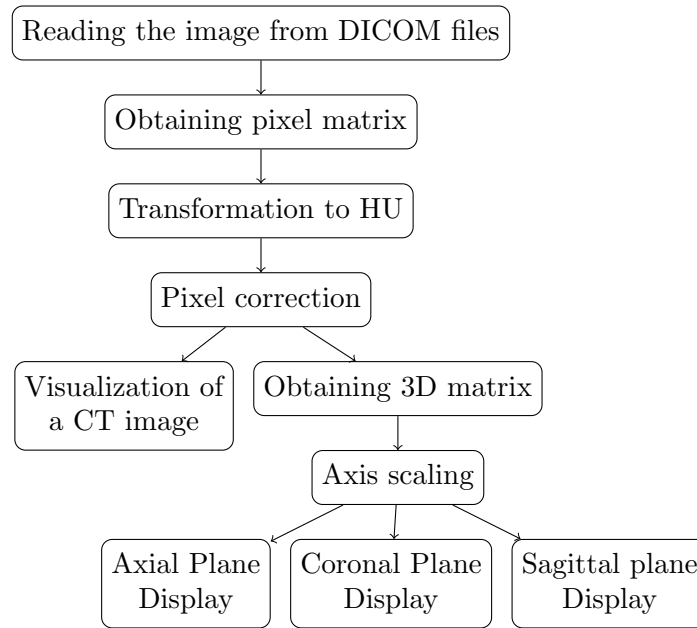 Reading the image from DICOM files
Obtaining pixel matrix
Transformation to HU
Pixel correction
Visualization of
a CT image
Obtaining 3D matrix
Axis scaling
Axial Plane
Display
Coronal Plane
Display
Sagittal plane
Display